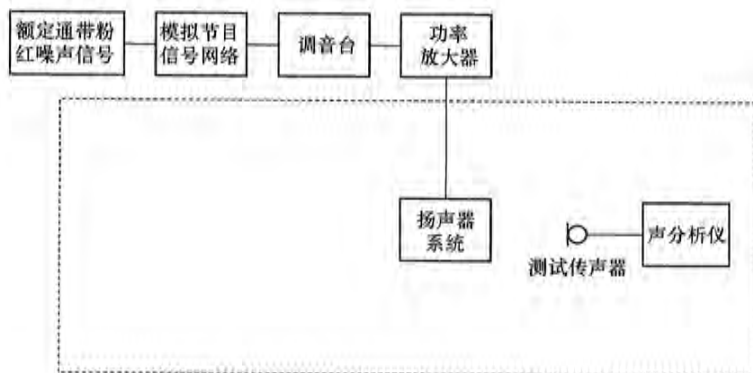 额定通带粉
红噪声信号
模拟节目
信号网络
调音台
功率
放大器
扬声器
系统
测试传声器
声分析仪